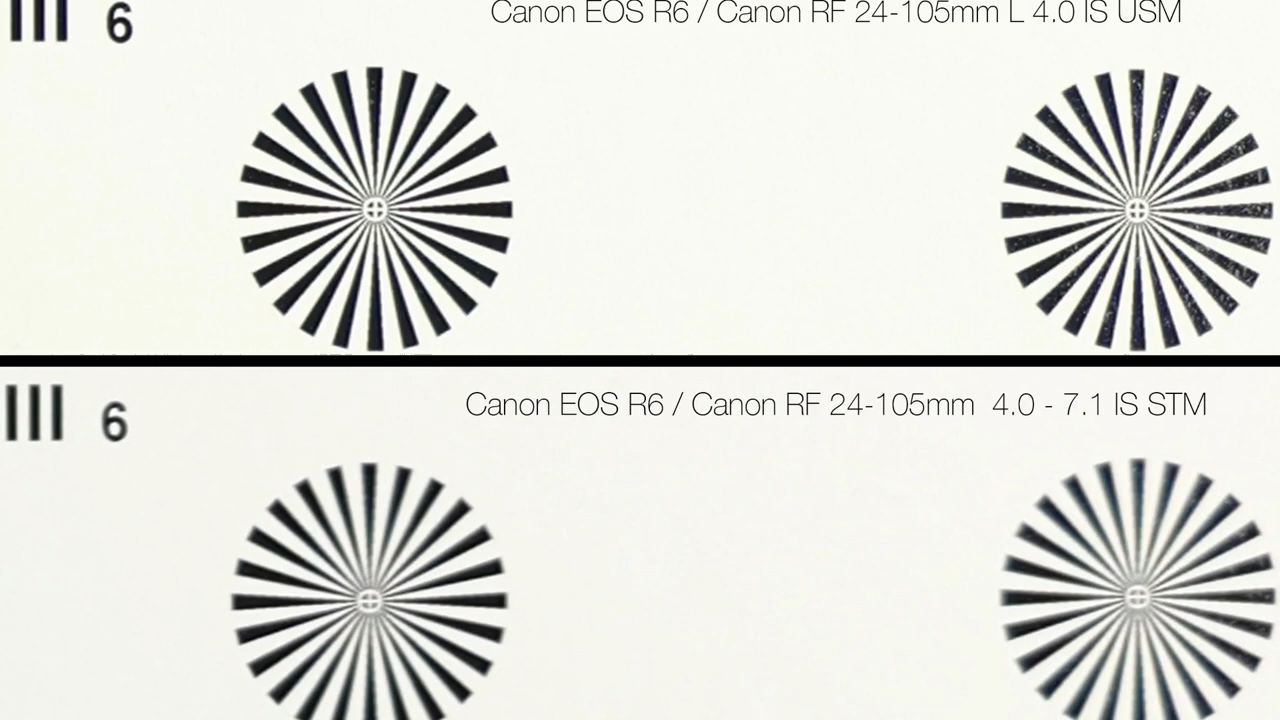 III 6
Canon EOS R6 / Canon RF 24-105mm L 4.0 IS USM
III 6
Canon EOS R6 / Canon RF 24-105mm 4.0 - 7.1 IS STM